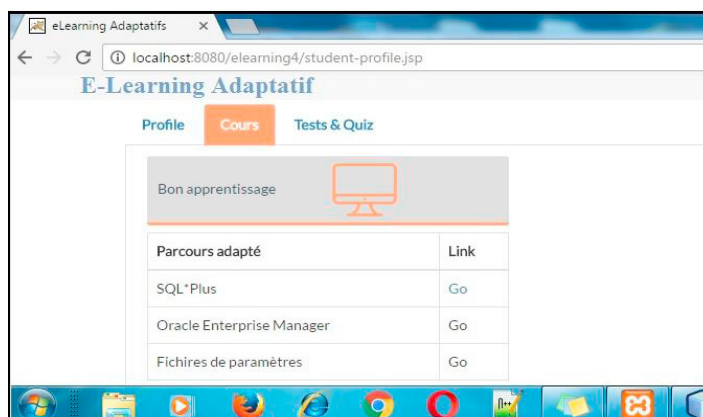 eLearning Adaptatifs
localhost:8080/elearning4/student-profile.jsp
E-Learning Adaptatif
Profile Cours Tests & Quiz
Bon apprentissage
Parcours adapté Link
SQL*Plus Go
Oracle Enterprise Manager Go
Fichires de paramètres Go